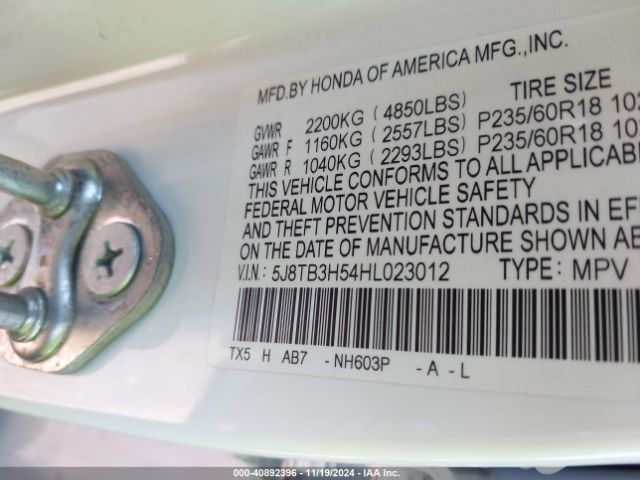 MFD.BY HONDA OF AMERICA MFG.,INC.
TIRE SIZE
GVWR 2200KG ( 4850LBS)
GAWR F 1160KG ( 2557LBS) P235/60R18
GAWR R 1040KG ( 2293LBS) P235/60R18
THIS VEHICLE CONFORMS TO ALL
FEDERAL MOTOR VEHICLE SAFETY
AND THEFT PREVENTION STANDARDS IN
ON THE DATE OF MANUFACTURE SHOWN
V.I.N.: 5J8TB3H54HL023012 TYPE: MPV
TX5 H AB7 -NH603P -A-L
000-40892396 - 11/19/2024 - IAAI.COM